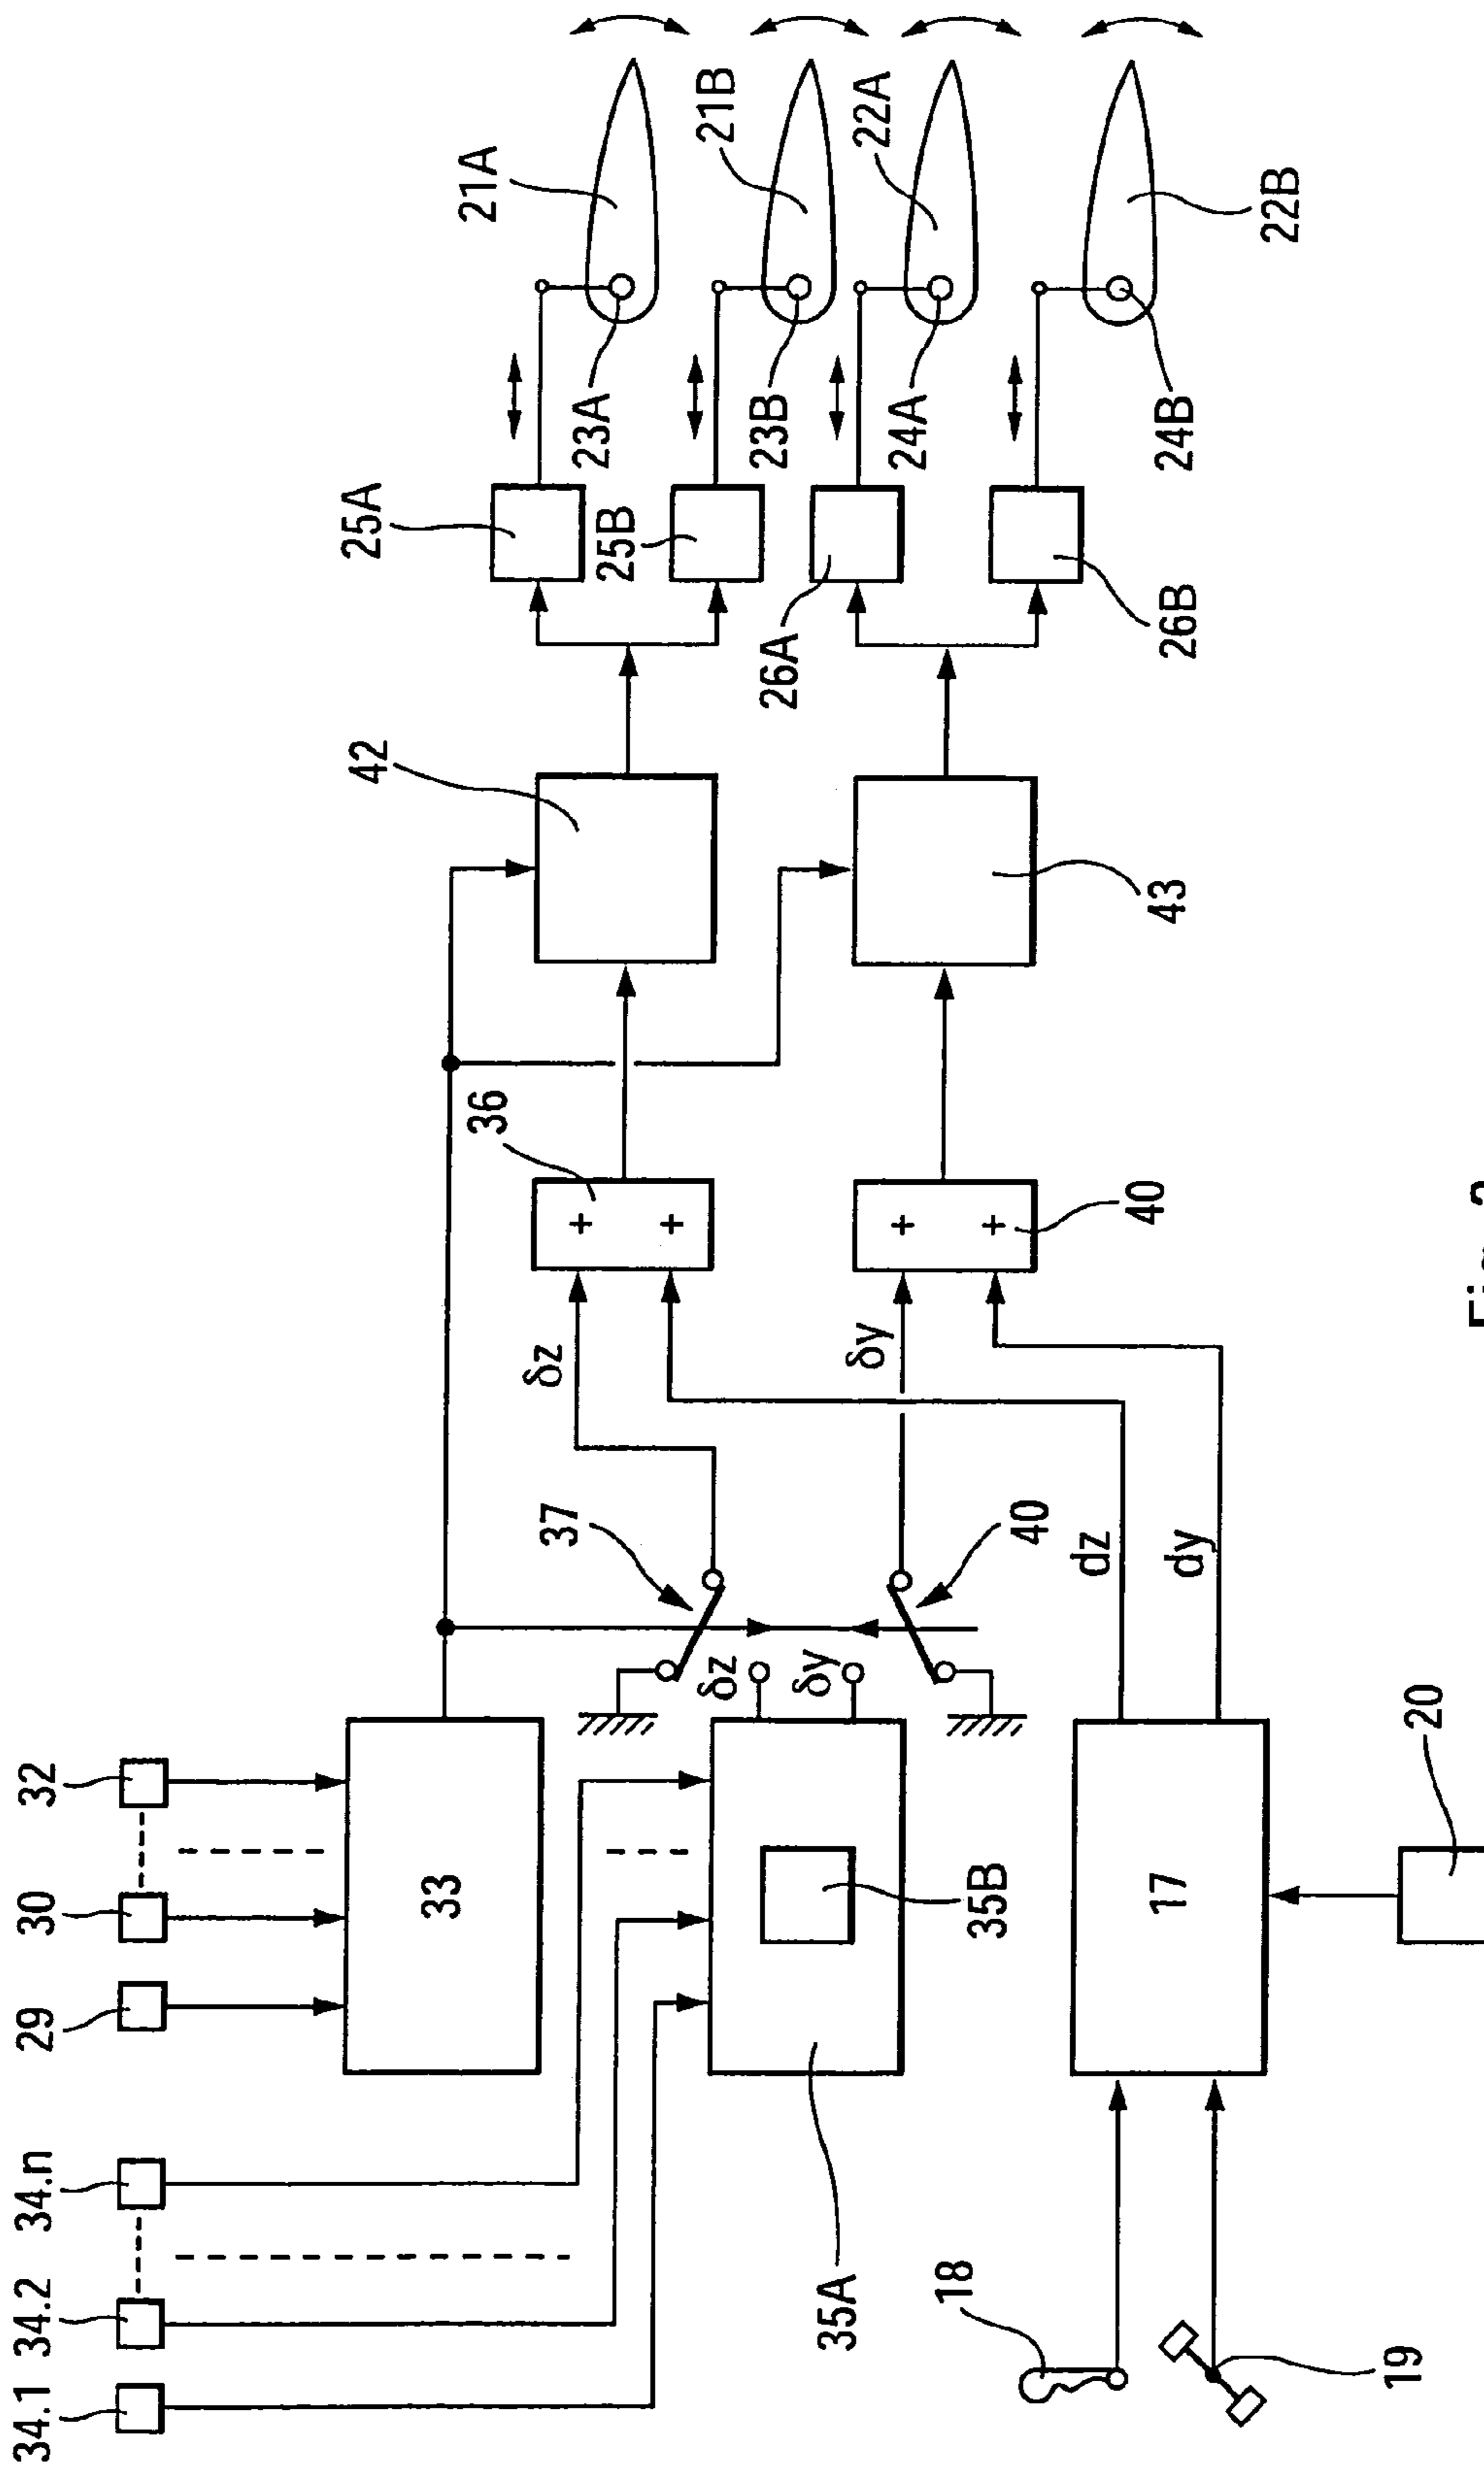 34.1
34.2
34.n
29
30
32
33
35A
35B
18
19
17
20
δz
δy
37
40
dz
dy
δz
δy
36
+
+
+
+
40
42
43
25A
25B
26A
26B
23A
23B
24A
24B
21A
21B
22A
22B